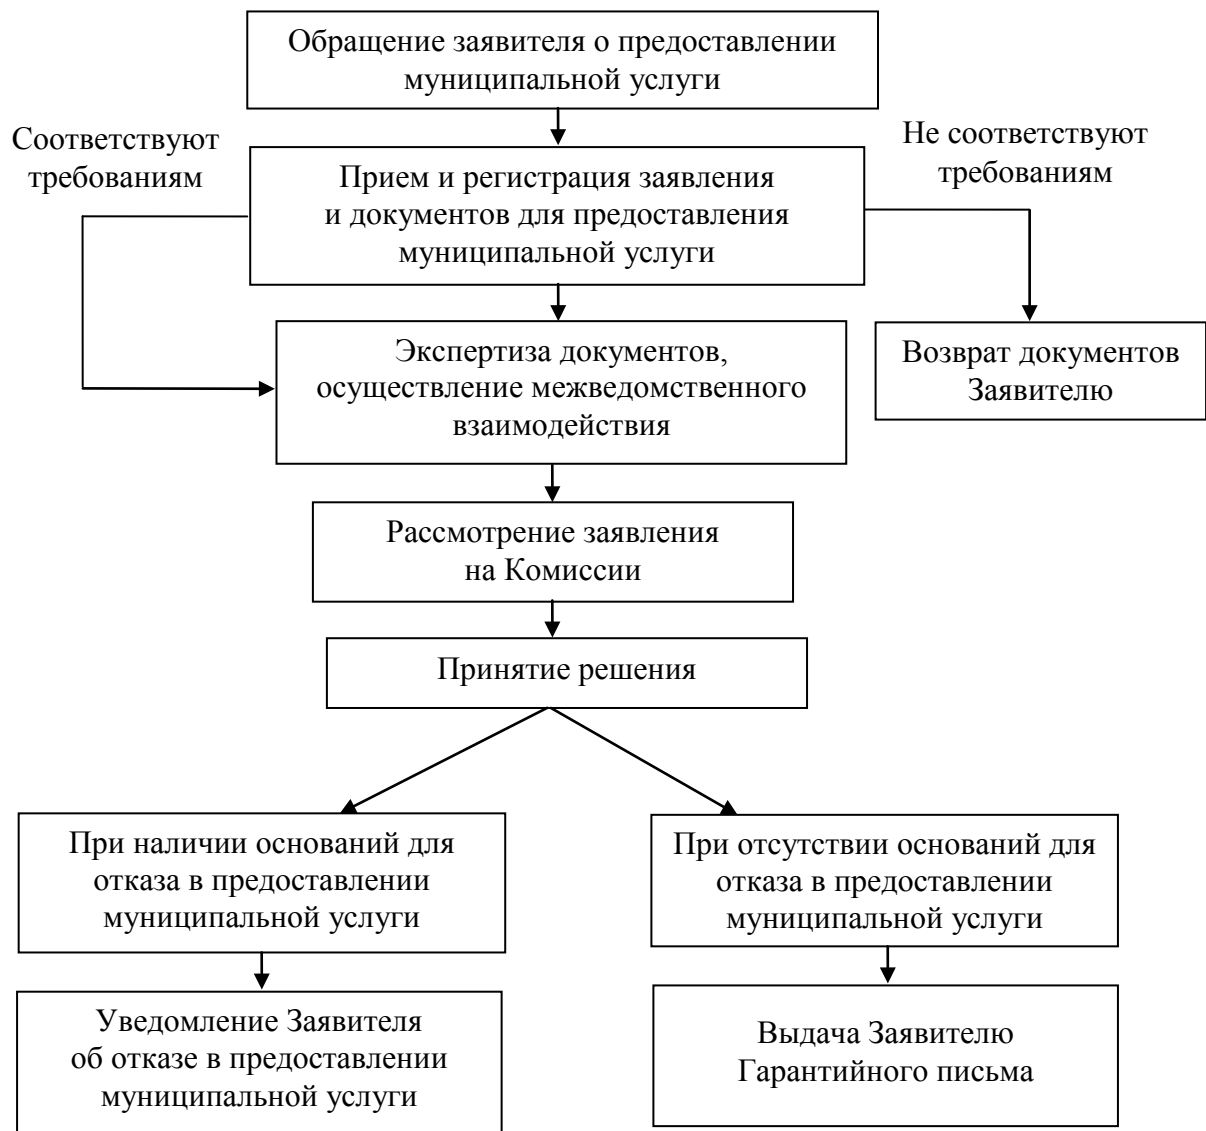 Обращение заявителя о предоставлении
муниципальной услуги
Соответствуют
требованиям
Не соответствуют
требованиям
Прием и регистрация заявления
и документов для предоставления
муниципальной услуги
Экспертиза документов,
осуществление межведомственного
взаимодействия
Возврат документов
Заявителю
Рассмотрение заявления
на Комиссии
Принятие решения
При наличии оснований для
отказа в предоставлении
муниципальной услуги
При отсутствии оснований для
отказа в предоставлении
муниципальной услуги
Уведомление Заявителя
об отказе в предоставлении
муниципальной услуги
Выдача Заявителю
Гарантийного письма